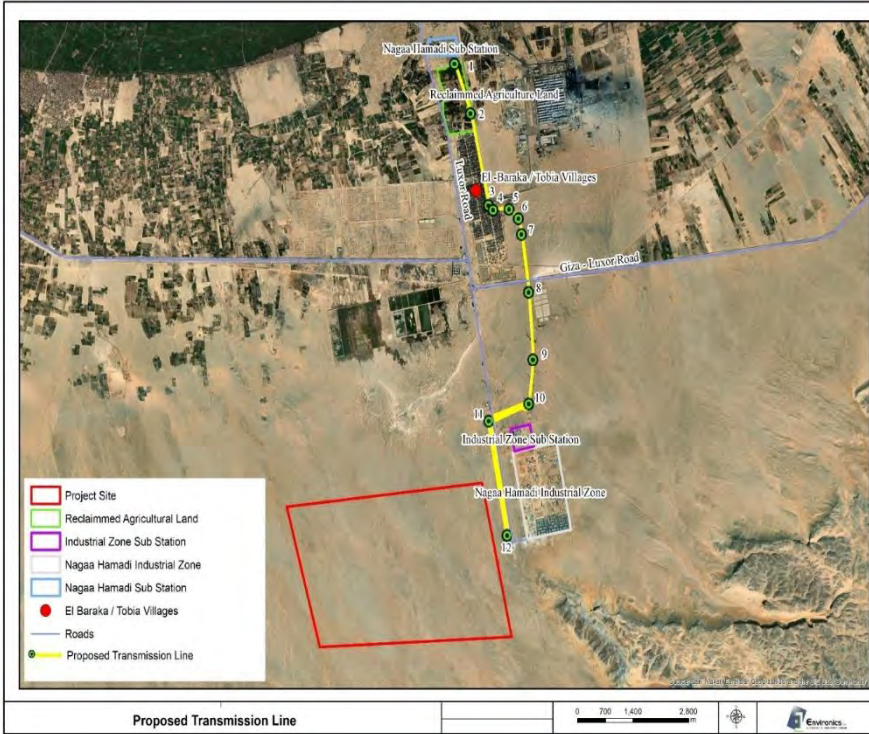 Nagaa Hamadi Sub Station
1
Reclaimmed Agriculture Land
2
El -Baraka / Tobia Villages
Luxor Road
3
4
5
6
7
Giza - Luxor Road
8
9
10
11
Industrial Zone Sub Station
Nagaa Hamadi Industrial Zone
12
Project Site
Reclaimmed Agricultural Land
Industrial Zone Sub Station
Nagaa Hamadi Industrial Zone
Nagaa Hamadi Sub Station
El Baraka / Tobia Villages
Roads
Proposed Transmission Line
Proposed Transmission Line
0 700 1,400 2,800
m
Environics